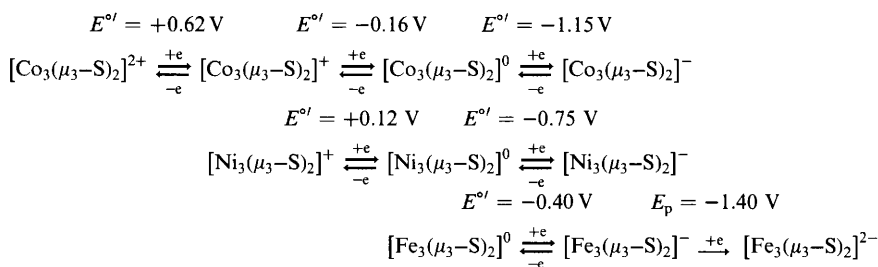 E°′ = +0.62 V E°′ = −0.16 V E°′ = −1.15 V
[Co₃(μ₃−S)₂]²⁺ +e ⇌ −e [Co₃(μ₃−S)₂]⁺ +e ⇌ −e [Co₃(μ₃−S)₂]⁰ +e ⇌ −e [Co₃(μ₃−S)₂]⁻
E°′ = +0.12 V E°′ = −0.75 V
[Ni₃(μ₃−S)₂]⁺ +e ⇌ −e [Ni₃(μ₃−S)₂]⁰ +e ⇌ −e [Ni₃(μ₃−S)₂]⁻
E°′ = −0.40 V Eₚ = −1.40 V
[Fe₃(μ₃−S)₂]⁰ +e ⇌ −e [Fe₃(μ₃−S)₂]⁻ +e → [Fe₃(μ₃−S)₂]²⁻